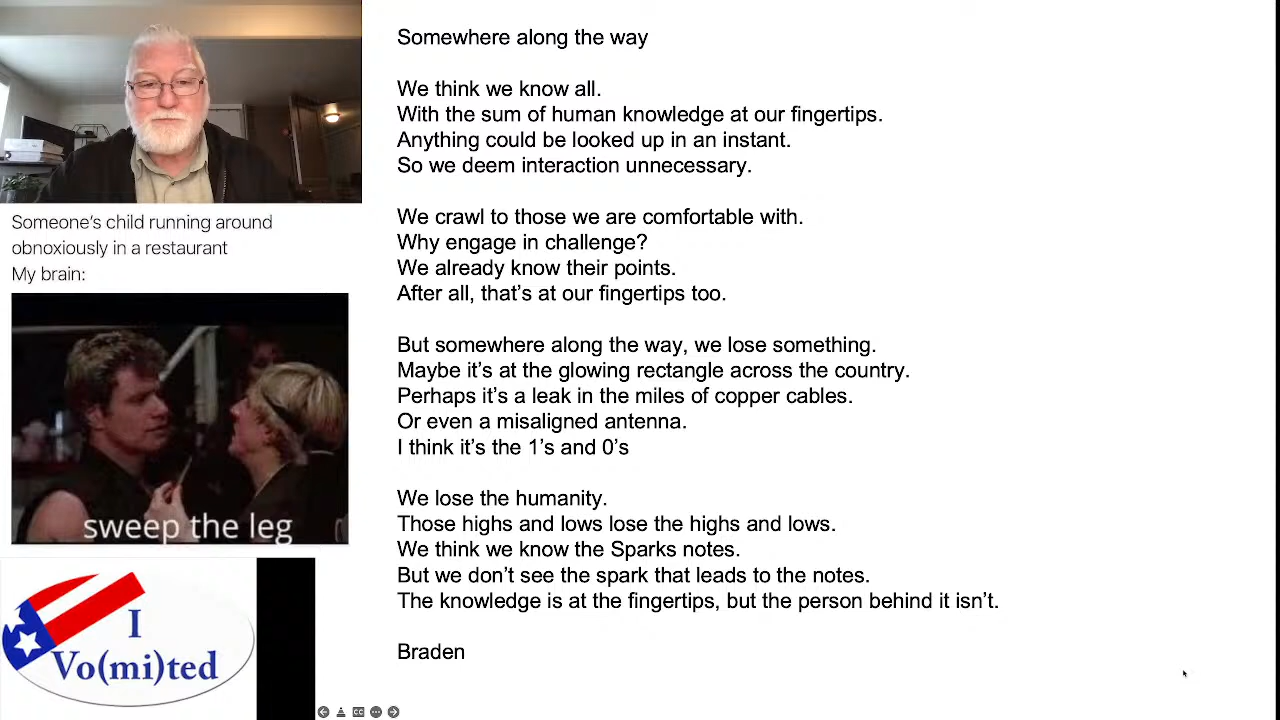 Somewhere along the way
We think we know all.
With the sum of human knowledge at our fingertips.
Anything could be looked up in an instant.
So we deem interaction unnecessary.
We crawl to those we are comfortable with.
Why engage in challenge?
We already know their points.
After all, that’s at our fingertips too.
But somewhere along the way, we lose something.
Maybe it’s at the glowing rectangle across the country.
Perhaps it’s a leak in the miles of copper cables.
Or even a misaligned antenna.
I think it’s the 1’s and 0’s
We lose the humanity.
Those highs and lows lose the highs and lows.
We think we know the Sparks notes.
But we don’t see the spark that leads to the notes.
The knowledge is at the fingertips, but the person behind it isn’t.
Braden
Someone’s child running around
obnoxiously in a restaurant
My brain:
sweep the leg
I
Vo(mi)ted
CC